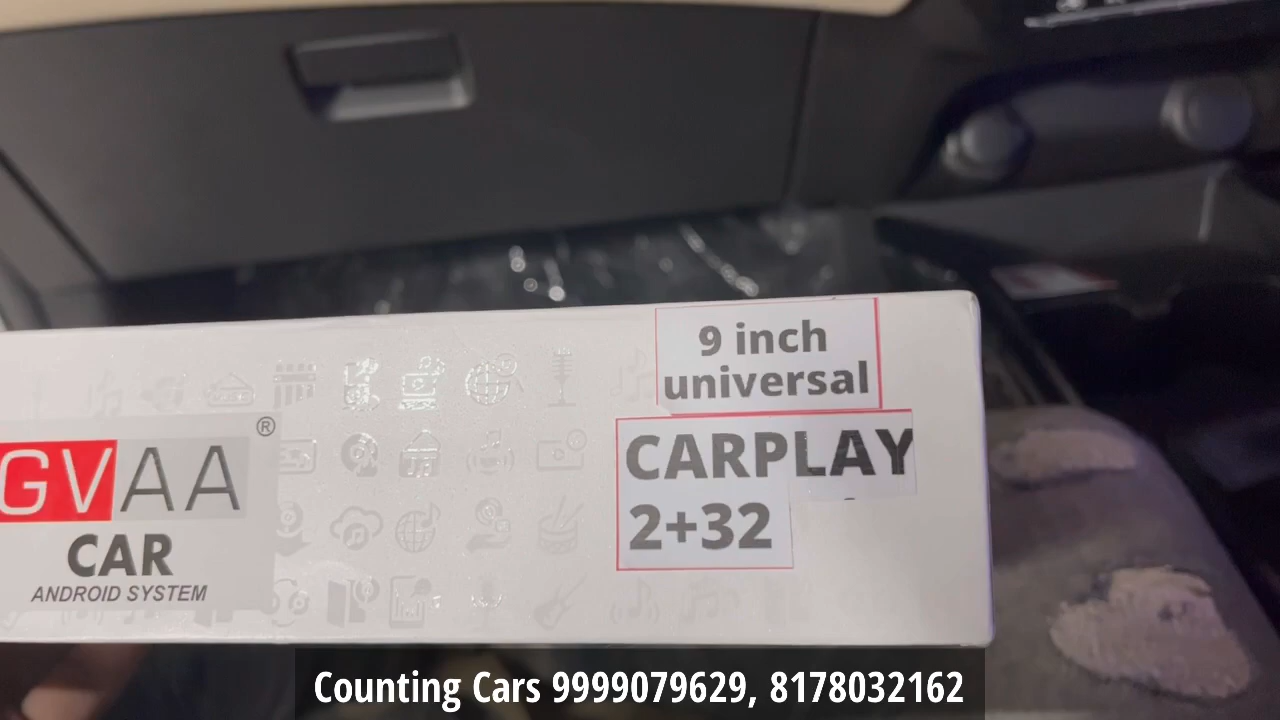 9 inch
universal
CARPLAY
2+32
GVAA®
CAR
ANDROID SYSTEM
Counting Cars 9999079629, 8178032162